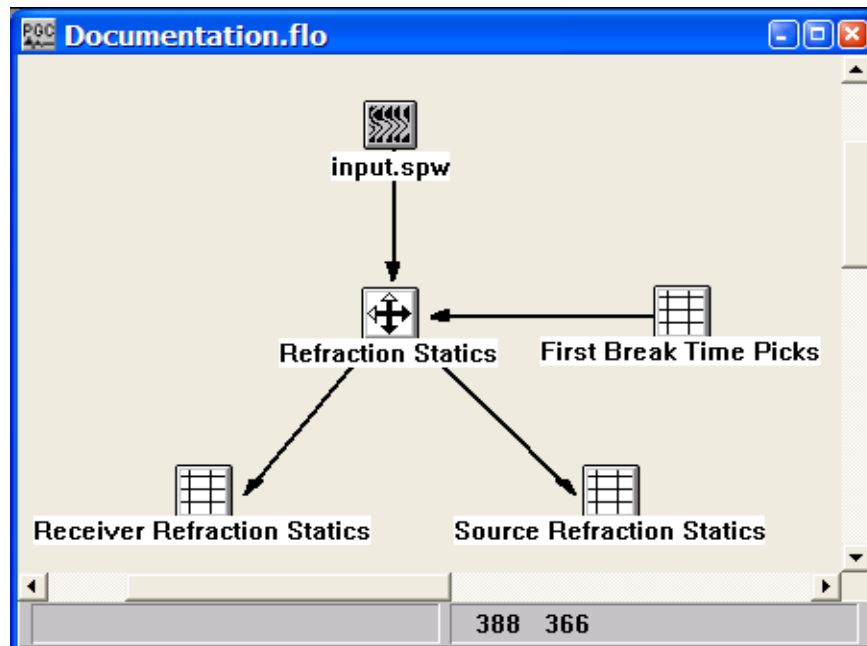 PGC
Documentation.flo
input.spw
Refraction Statics
First Break Time Picks
Receiver Refraction Statics
Source Refraction Statics
388 366